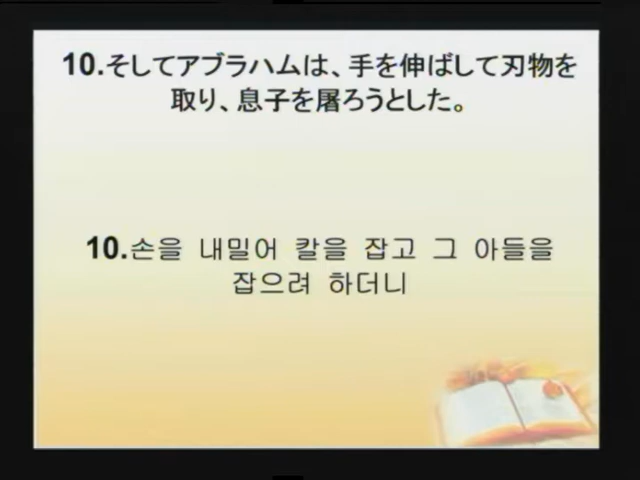 10.そしてアブラハムは、手を伸ばして刃物を
取り、息子を屠ろうとした。
10.손을 내밀어 칼을 잡고 그 아들을
잡으려 하더니